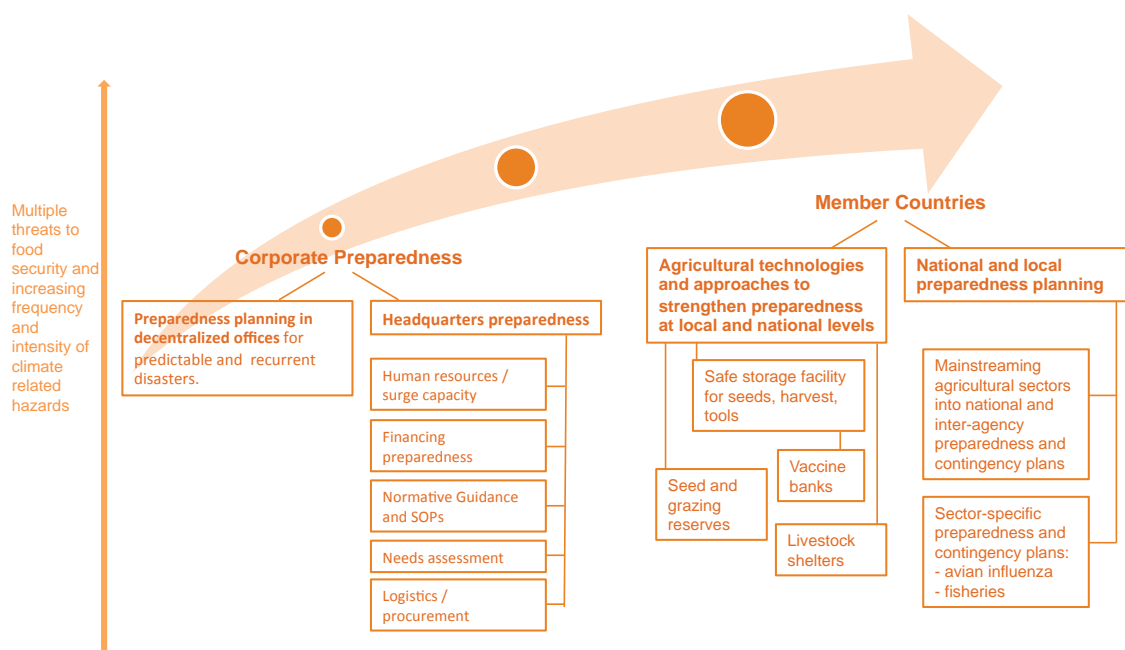 Multiple
threats to
food
security and
increasing
frequency
and
intensity of
climate
related
hazards
Corporate Preparedness
Preparedness planning in
decentralized offices for
predictable and recurrent
disasters.
Headquarters preparedness
Human resources /
surge capacity
Financing
preparedness
Normative Guidance
and SOPs
Needs assessment
Logistics /
procurement
Member Countries
Agricultural technologies
and approaches to
strengthen preparedness
at local and national levels
Safe storage facility
for seeds, harvest,
tools
Vaccine
banks
Seed and
grazing
reserves
Livestock
shelters
National and local
preparedness planning
Mainstreaming
agricultural sectors
into national and
inter-agency
preparedness and
contingency plans
Sector-specific
preparedness and
contingency plans:
- avian influenza
- fisheries